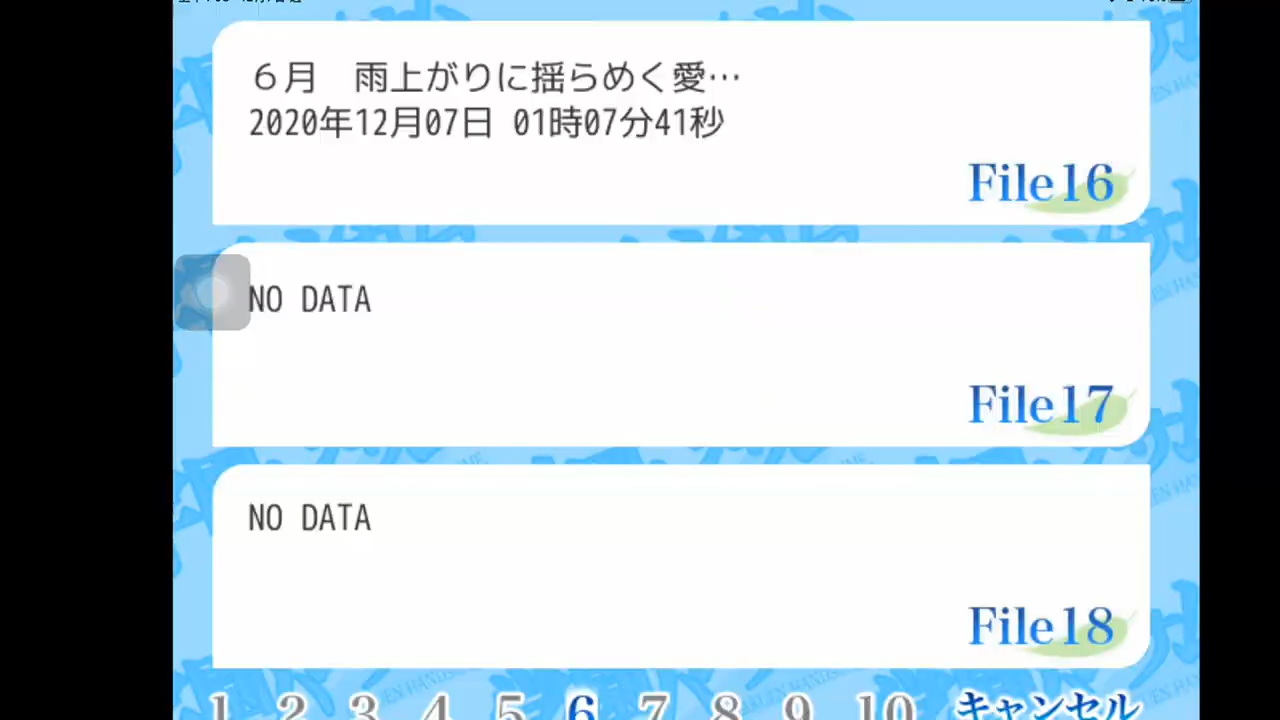 ６月　雨上がりに揺らめく愛…
2020年12月07日 01時07分41秒
File16
NO DATA
File17
NO DATA
File18
1 2 3 4 5 6 7 8 9 10 キャンセル